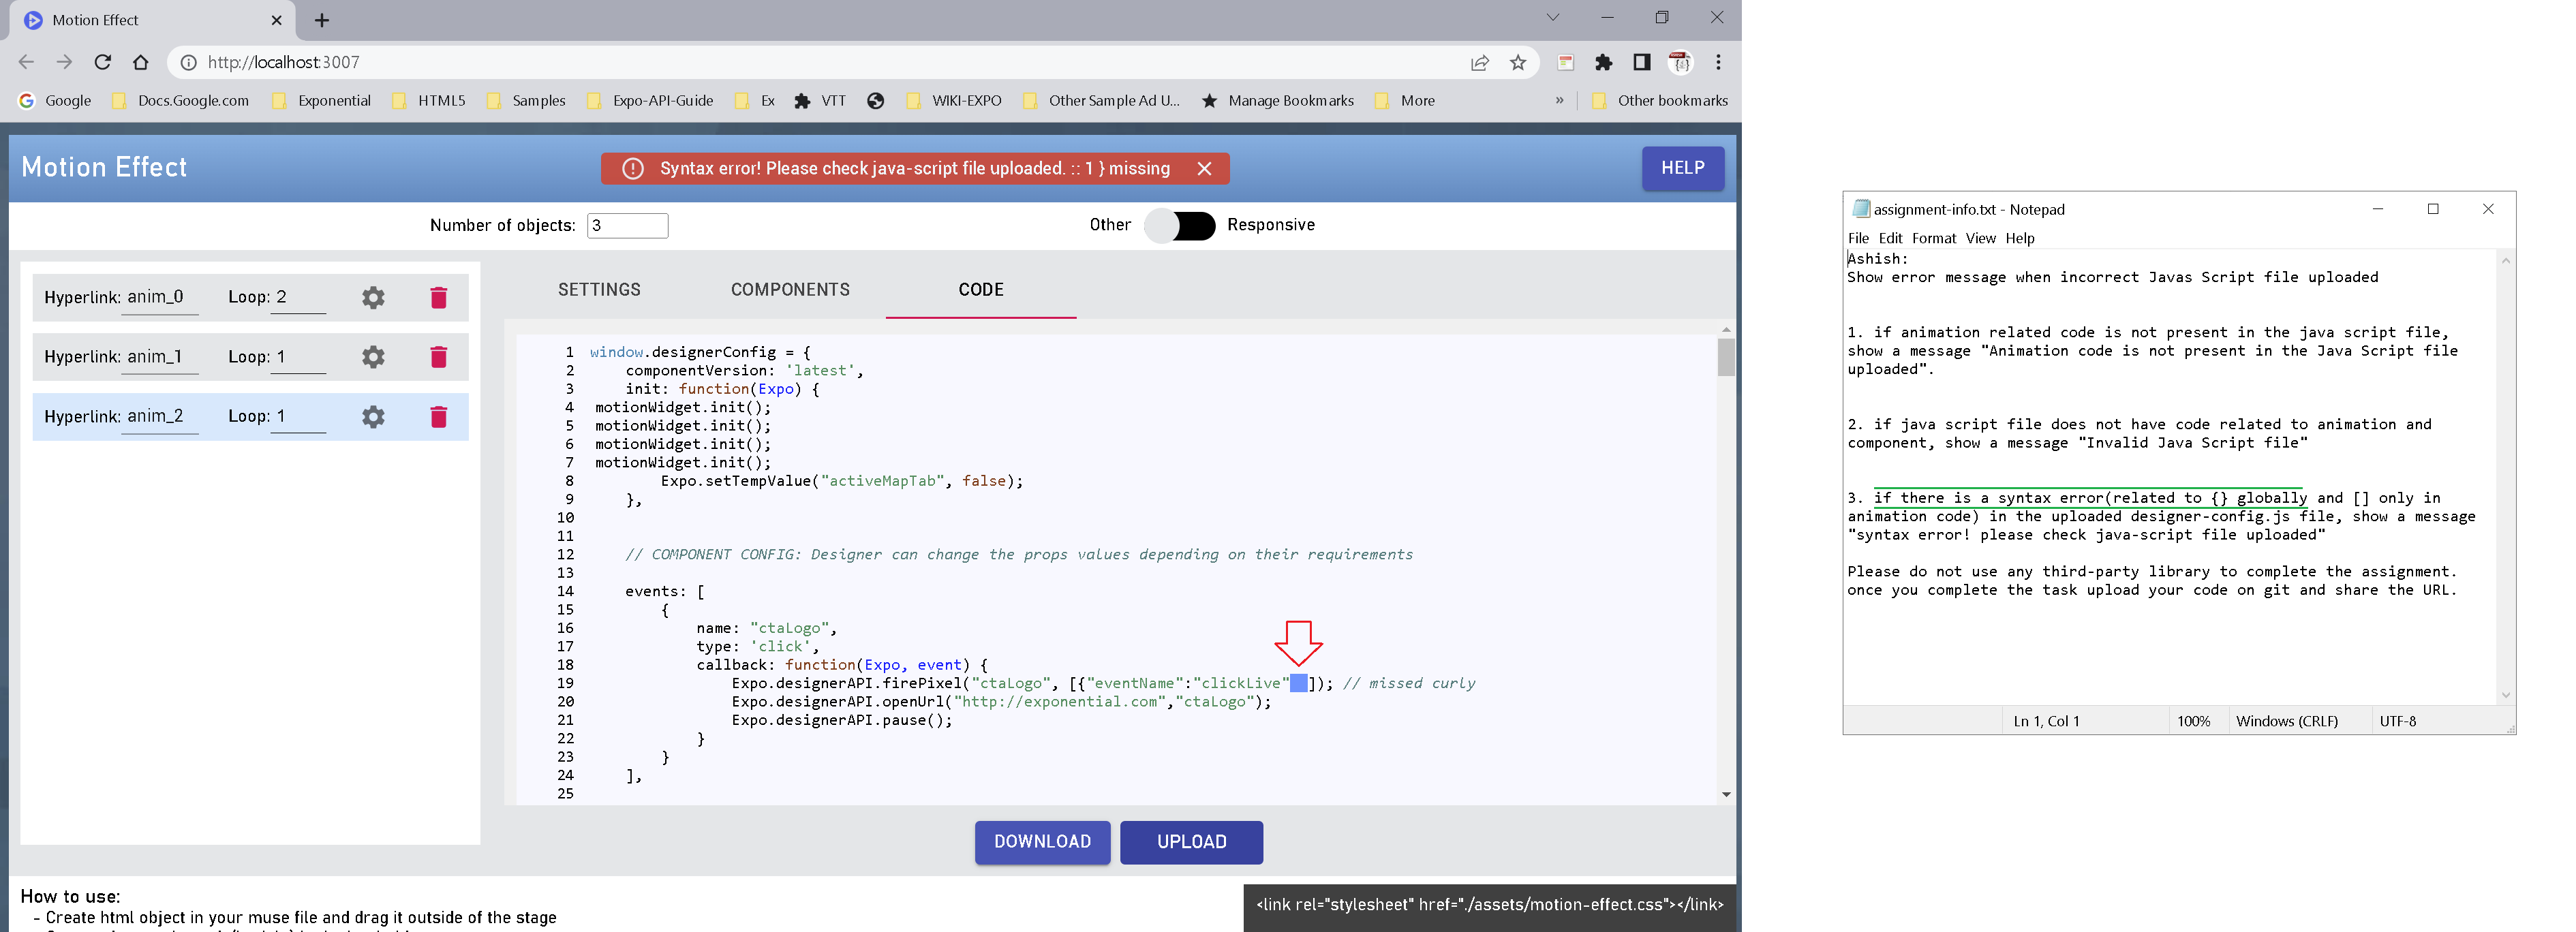 Motion Effect
http://localhost:3007
Google Docs.Google.com Exponential HTML5 Samples Expo-API-Guide Ex VTT WIKI-EXPO Other Sample Ad U... Manage Bookmarks More » Other bookmarks
Motion Effect
Syntax error! Please check java-script file uploaded. :: 1 } missing
HELP
Number of objects: 3
Other Responsive
Hyperlink: anim_0 Loop: 2
Hyperlink: anim_1 Loop: 1
Hyperlink: anim_2 Loop: 1
SETTINGS COMPONENTS CODE
1 window.designerConfig = {
2 componentVersion: 'latest',
3 init: function(Expo) {
4 motionWidget.init();
5 motionWidget.init();
6 motionWidget.init();
7 motionWidget.init();
8 Expo.setTempValue("activeMapTab", false);
9 },
10
11
12 // COMPONENT CONFIG: Designer can change the props values depending on their requirements
13
14 events: [
15 {
16 name: "ctaLogo",
17 type: 'click',
18 callback: function(Expo, event) {
19 Expo.designerAPI.firePixel("ctaLogo", [{"eventName":"clickLive" ]); // missed curly
20 Expo.designerAPI.openUrl("http://exponential.com","ctaLogo");
21 Expo.designerAPI.pause();
22 }
23 }
24 ],
25
DOWNLOAD UPLOAD
How to use:
- Create html object in your muse file and drag it outside of the stage
<link rel="stylesheet" href="./assets/motion-effect.css"></link>
assignment-info.txt - Notepad
File Edit Format View Help
Ashish:
Show error message when incorrect Javas Script file uploaded
1. if animation related code is not present in the java script file,
show a message "Animation code is not present in the Java Script file
uploaded".
2. if java script file does not have code related to animation and
component, show a message "Invalid Java Script file"
3. if there is a syntax error(related to {} globally and [] only in
animation code) in the uploaded designer-config.js file, show a message
"syntax error! please check java-script file uploaded"
Please do not use any third-party library to complete the assignment.
once you complete the task upload your code on git and share the URL.
Ln 1, Col 1 100% Windows (CRLF) UTF-8